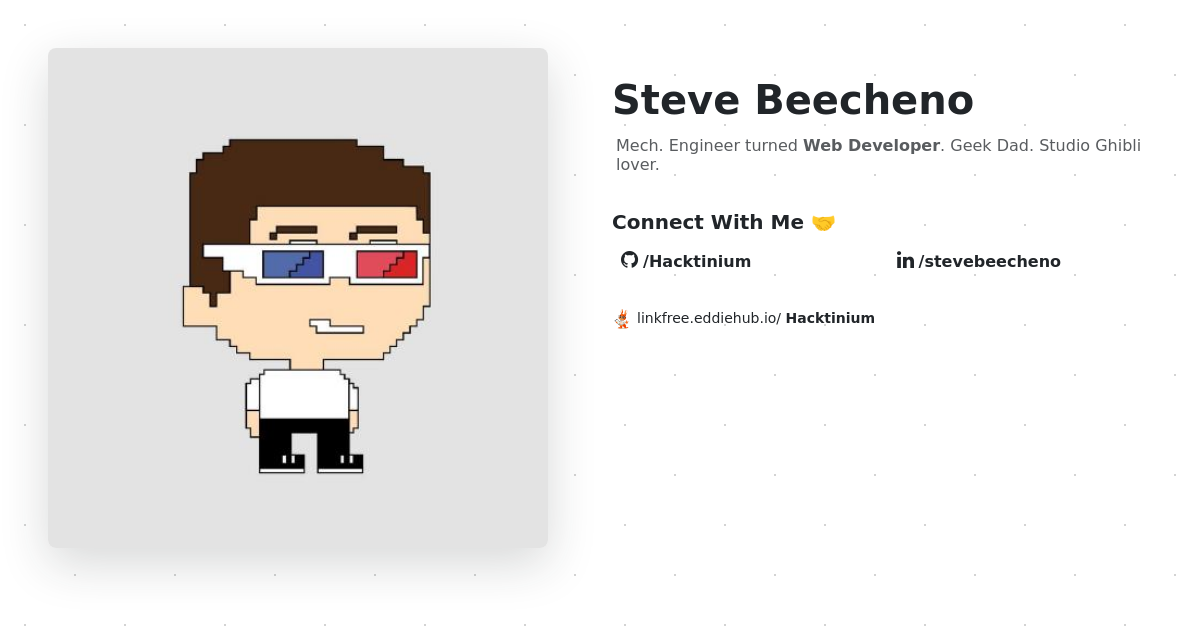 Steve Beecheno
Mech. Engineer turned Web Developer. Geek Dad. Studio Ghibli
lover.
Connect With Me 🤝
/Hacktinium
/stevebeecheno
linkfree.eddiehub.io/ Hacktinium